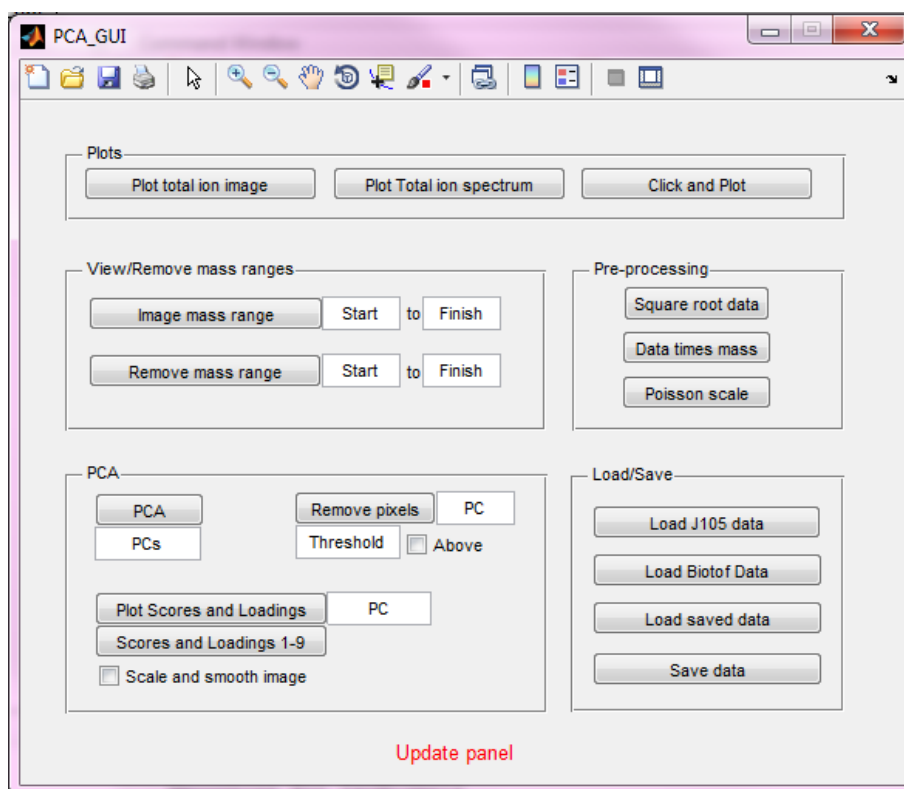 PCA_GUI
Plots
Plot total ion image
Plot Total ion spectrum
Click and Plot
View/Remove mass ranges
Image mass range Start to Finish
Remove mass range Start to Finish
Pre-processing
Square root data
Data times mass
Poisson scale
PCA
PCA
PCs
Remove pixels PC
Threshold Above
Plot Scores and Loadings PC
Scores and Loadings 1-9
Scale and smooth image
Load/Save
Load J105 data
Load Biotof Data
Load saved data
Save data
Update panel